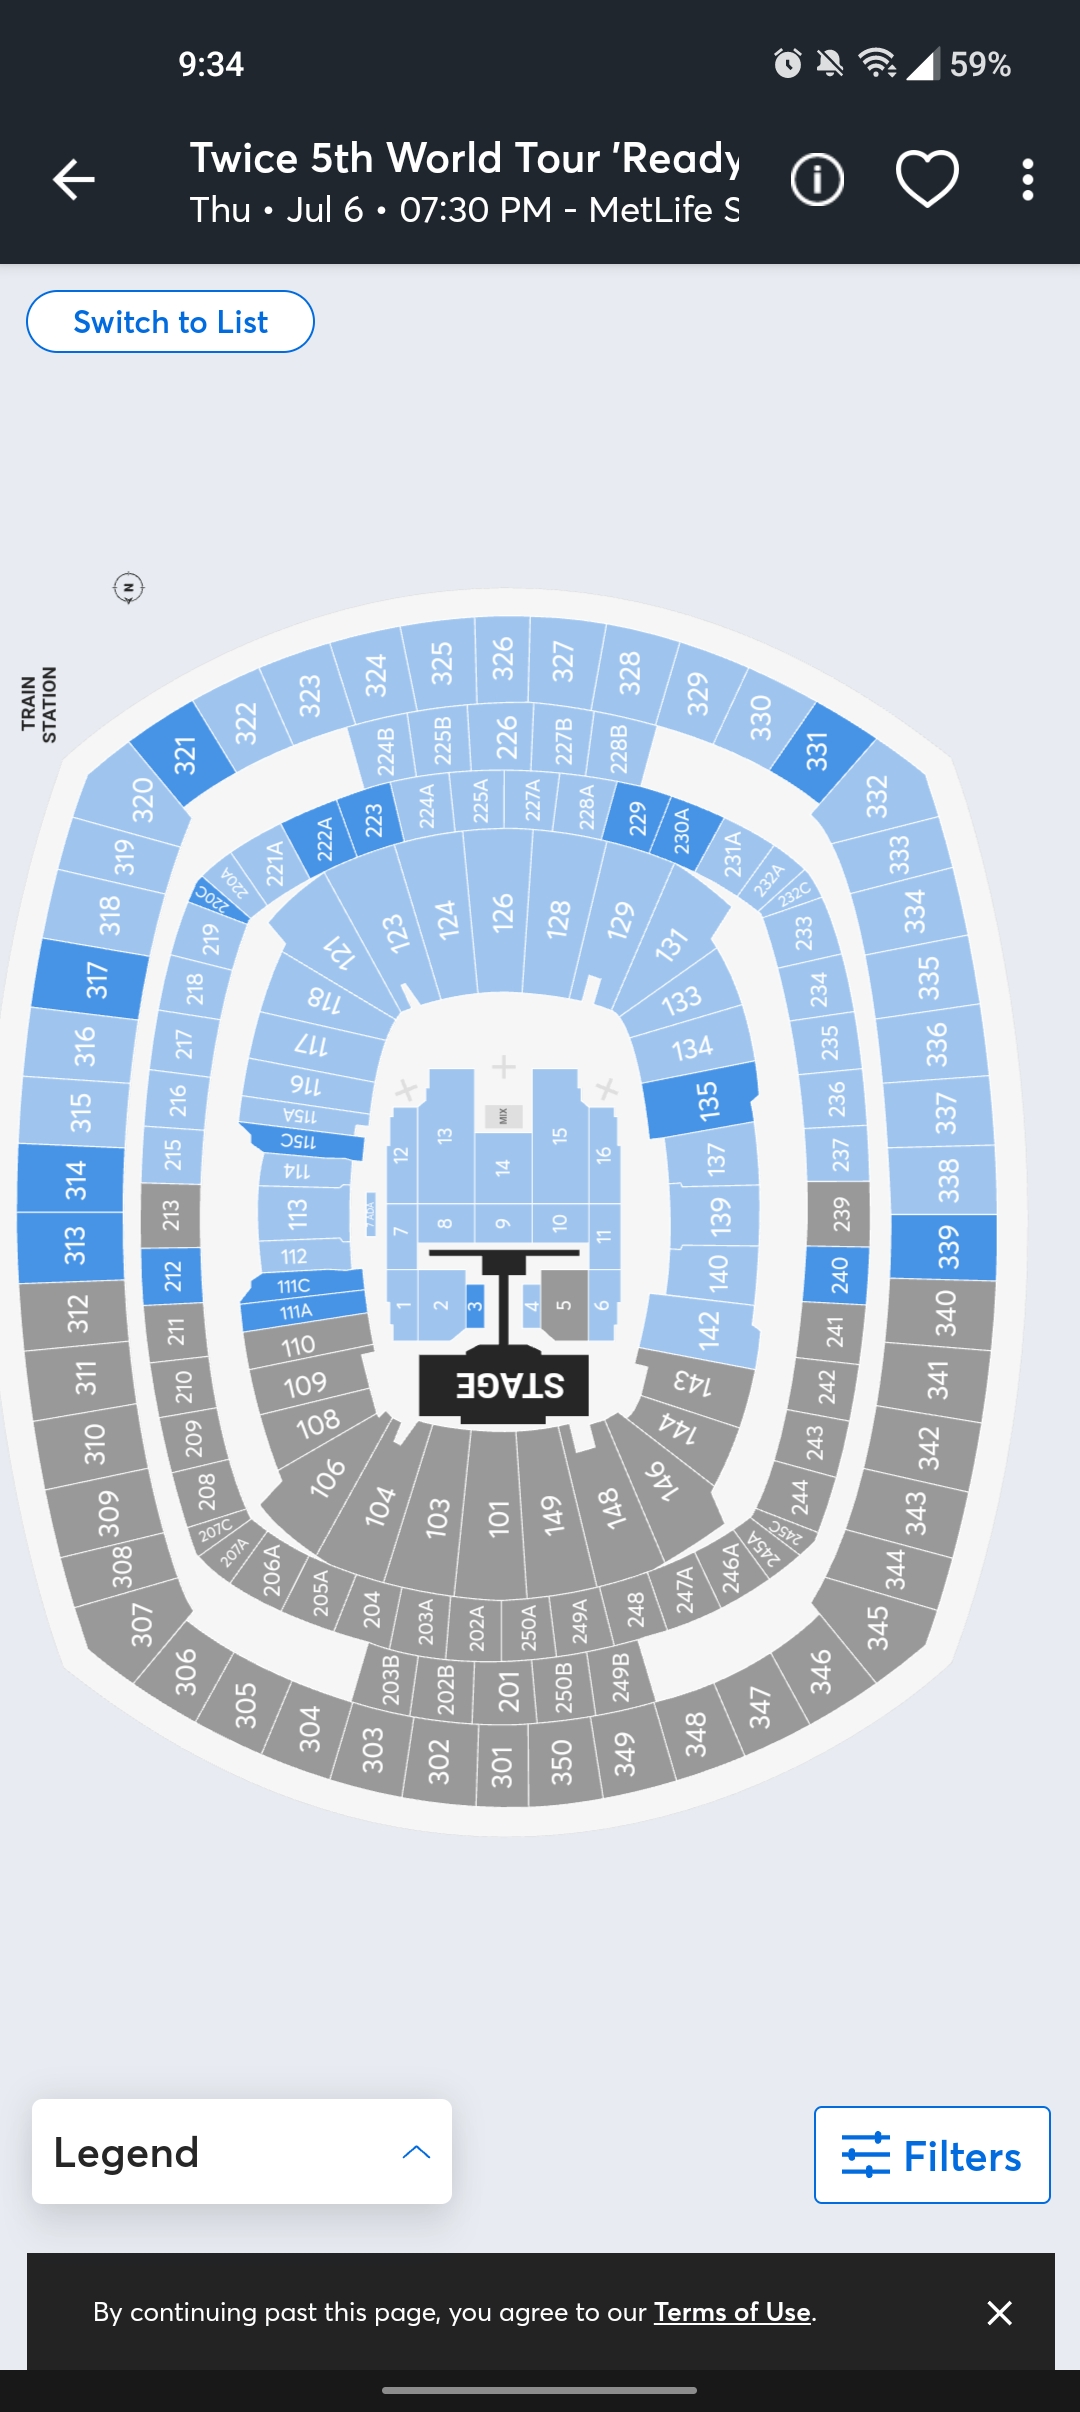 9:34
59%
Twice 5th World Tour 'Ready
Thu • Jul 6 • 07:30 PM - MetLife S
Switch to List
N
TRAIN
STATION
320
321
322
323
324
325
326
327
328
329
330
331
332
319
318
317
316
315
314
313
312
311
310
309
308
307
306
305
304
303
302
301
350
349
348
347
346
345
344
343
342
341
340
339
338
337
336
335
334
333
224B
225B
226
227B
228B
220C
220A
221A
222A
223
224A
225A
227A
228A
229
230A
231A
232A
232C
219
218
217
216
215
213
212
211
210
209
208
207C
207A
206A
205A
204
203A
202A
250A
249A
248
247A
246A
245A
245C
244
243
242
241
240
239
237
236
235
234
233
203B
202B
201
250B
249B
121
123
124
126
128
129
131
118
117
116
115A
115C
114
113
112
111C
111A
110
109
108
106
104
103
101
149
148
146
144
143
142
140
139
137
135
134
133
MIX
12
13
14
15
16
7 ADA
7
8
9
10
11
1
2
3
4
5
6
STAGE
Legend
Filters
By continuing past this page, you agree to our Terms of Use.